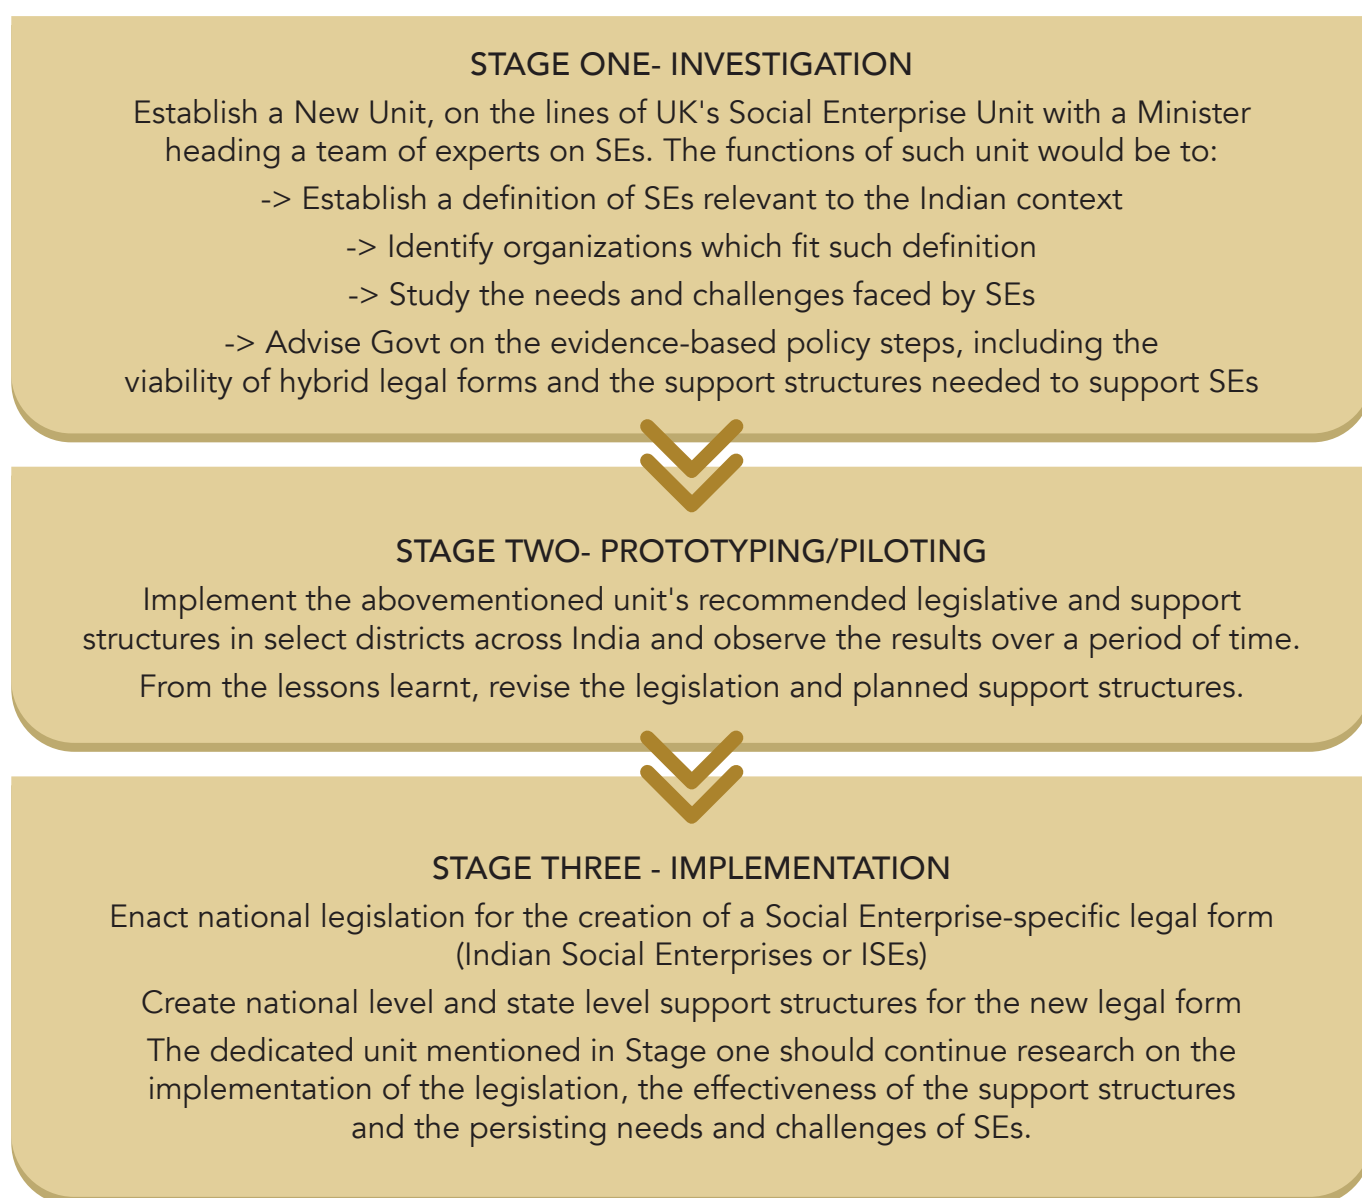 STAGE ONE- INVESTIGATION
Establish a New Unit, on the lines of UK's Social Enterprise Unit with a Minister
heading a team of experts on SEs. The functions of such unit would be to:
-> Establish a definition of SEs relevant to the Indian context
-> Identify organizations which fit such definition
-> Study the needs and challenges faced by SEs
-> Advise Govt on the evidence-based policy steps, including the
viability of hybrid legal forms and the support structures needed to support SEs
STAGE TWO- PROTOTYPING/PILOTING
Implement the abovementioned unit's recommended legislative and support
structures in select districts across India and observe the results over a period of time.
From the lessons learnt, revise the legislation and planned support structures.
STAGE THREE - IMPLEMENTATION
Enact national legislation for the creation of a Social Enterprise-specific legal form
(Indian Social Enterprises or ISEs)
Create national level and state level support structures for the new legal form
The dedicated unit mentioned in Stage one should continue research on the
implementation of the legislation, the effectiveness of the support structures
and the persisting needs and challenges of SEs.